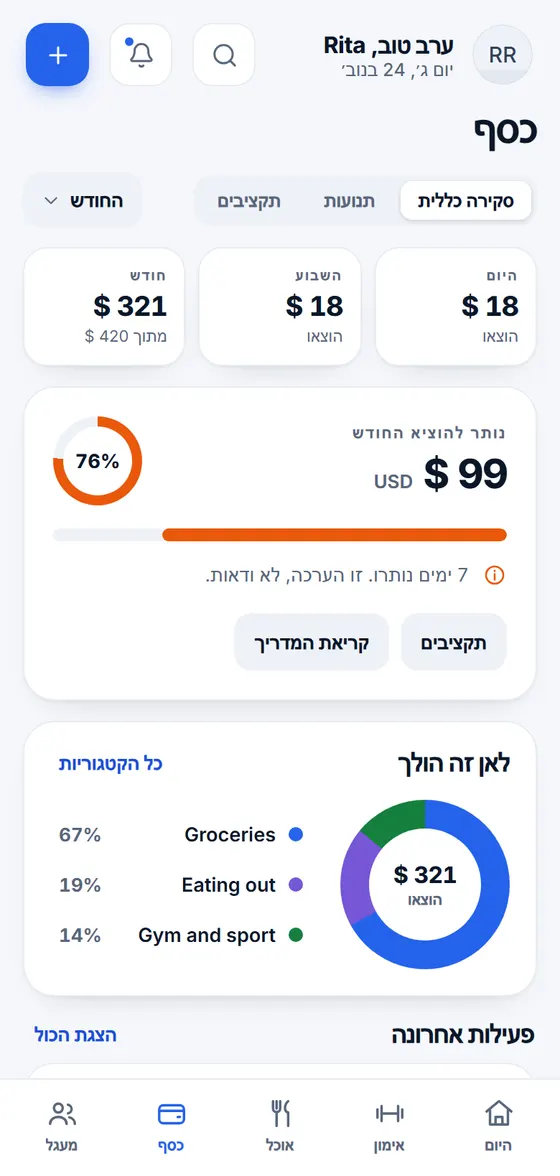 RR
ערב טוב, Rita
יום ג׳, 24 בנוב׳
כסף
סקירה כללית
תנועות
תקציבים
החודש
היום
18 $
הוצאו
השבוע
18 $
הוצאו
חודש
321 $
מתוך 420 $
נותר להוציא החודש
99 $ USD
76%
7 ימים נותרו. זו הערכה, לא ודאות.
תקציבים
קריאת המדריך
לאן זה הולך
כל הקטגוריות
321 $
הוצאו
Groceries 67%
Eating out 19%
Gym and sport 14%
פעילות אחרונה
הצגת הכול
היום
אימון
אוכל
כסף
מעגל